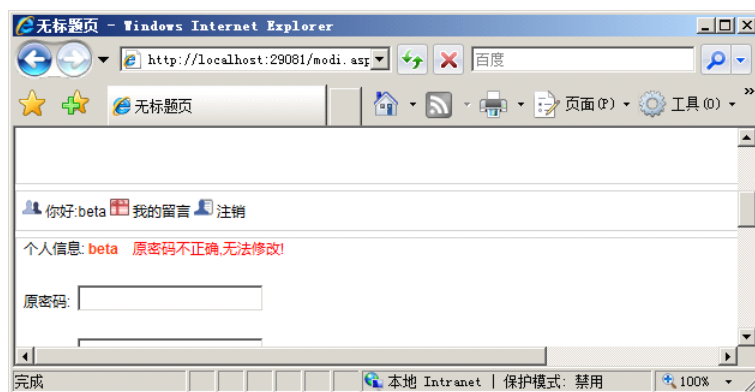 无标题页 - Windows Internet Explorer
http://localhost:29081/modi.asp
百度
无标题页
页面(P)
工具(O)
»
你好:beta 我的留言 注销
个人信息: beta 原密码不正确,无法修改!
原密码:
完成
本地 Intranet | 保护模式: 禁用
100%